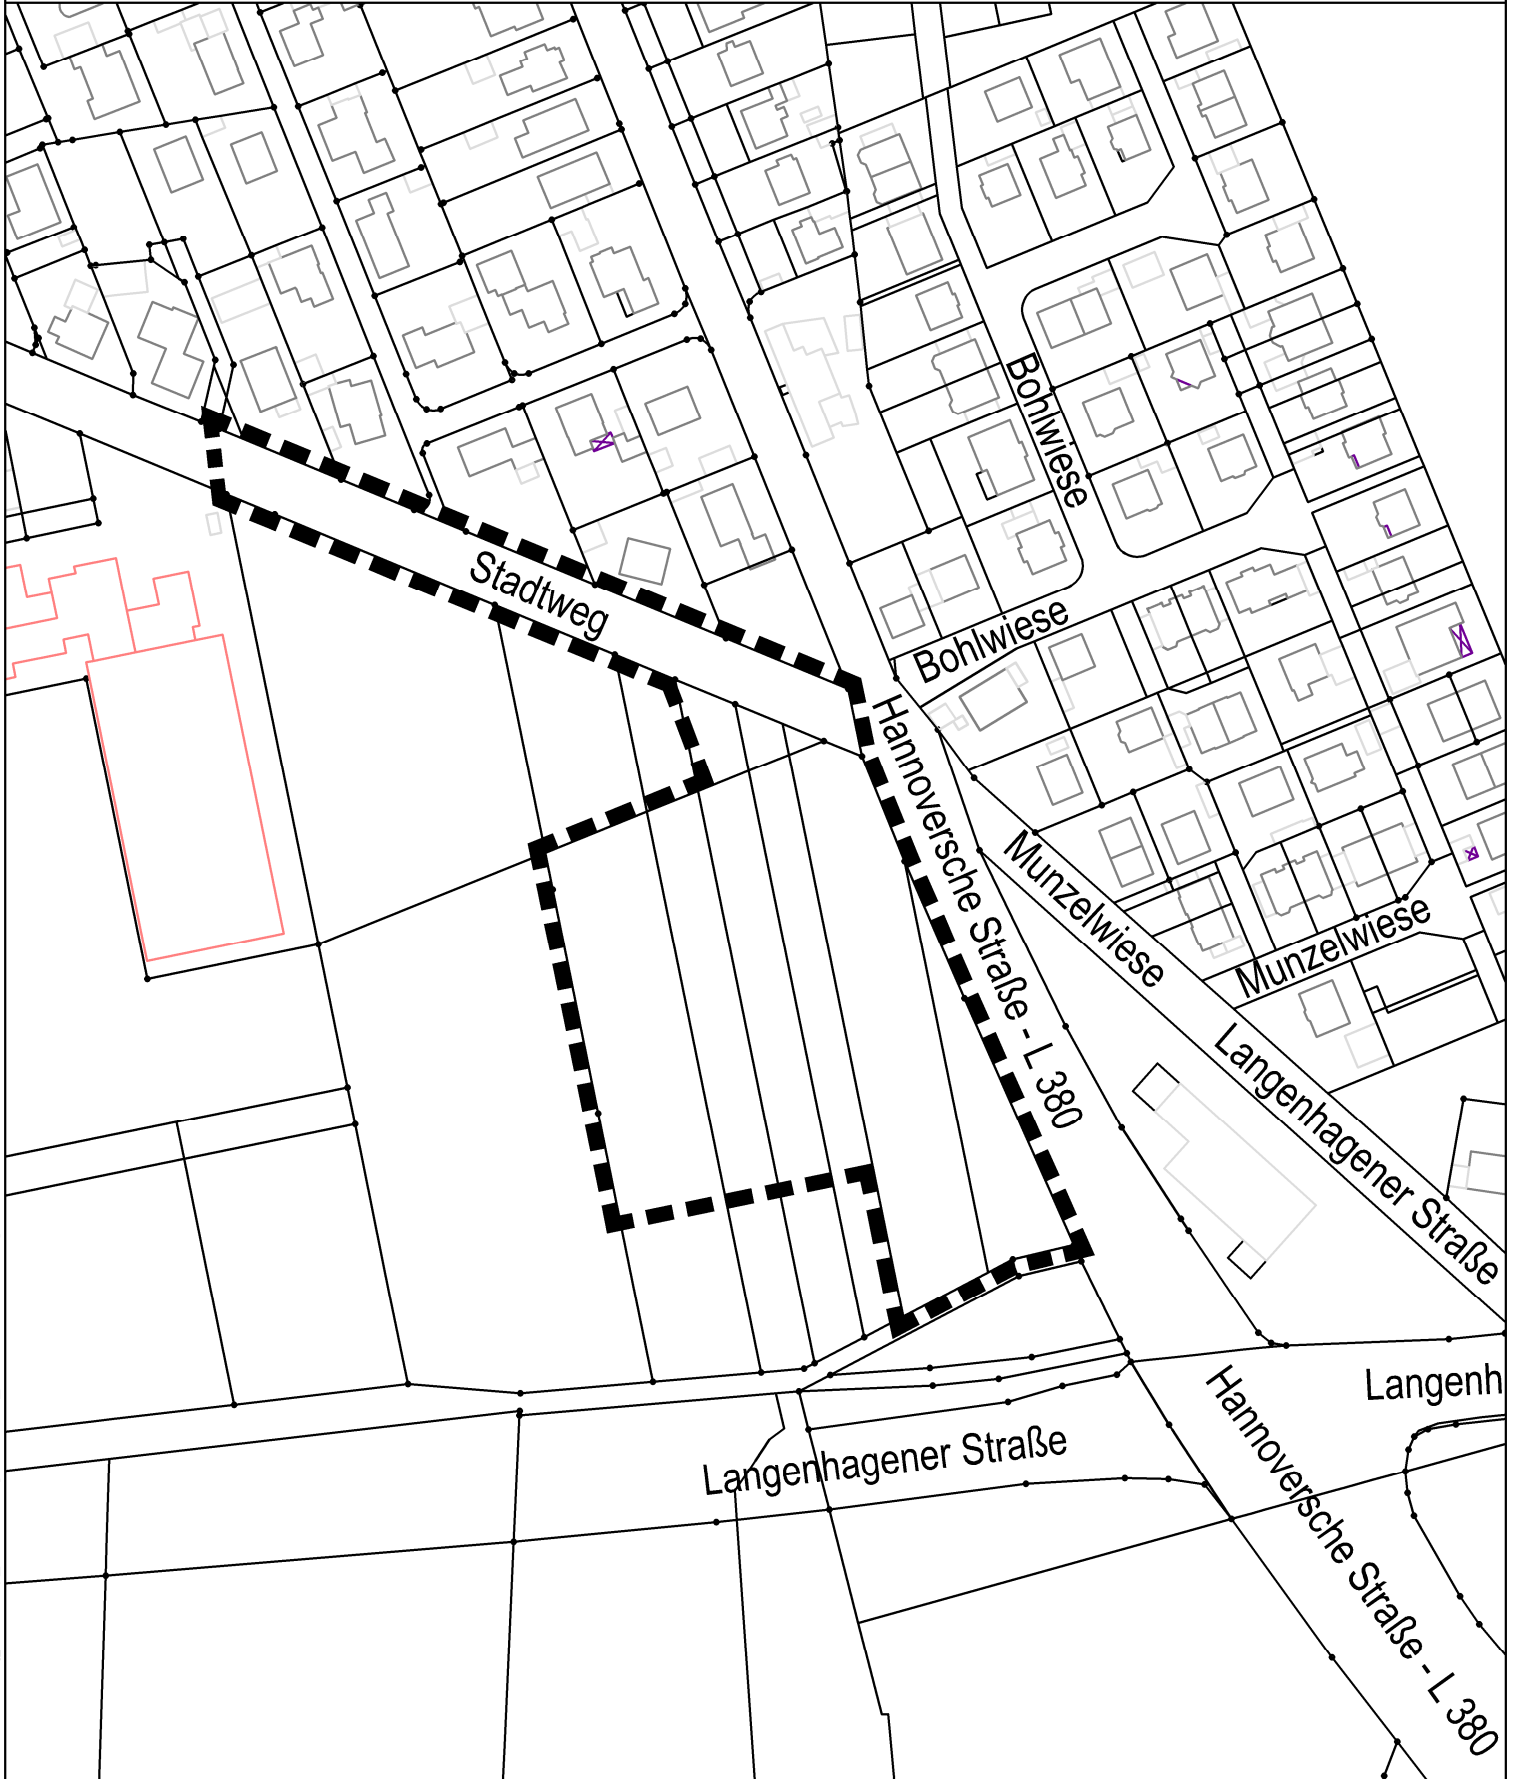 Bohlwiese
Stadtweg
Bohlwiese
Hannoversche Straße - L 380
Munzelwiese
Munzelwiese
Langenhagener Straße
Langenh
Langenhagener Straße
Hannoversche Straße - L 380